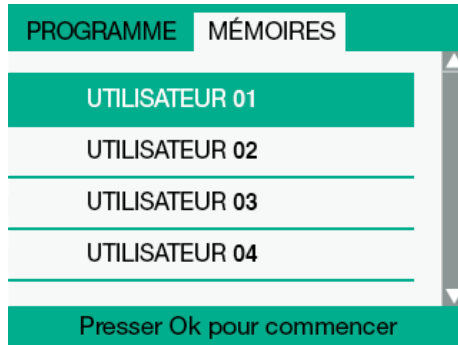 PROGRAMME MÉMOIRES
UTILISATEUR 01
UTILISATEUR 02
UTILISATEUR 03
UTILISATEUR 04
Presser Ok pour commencer